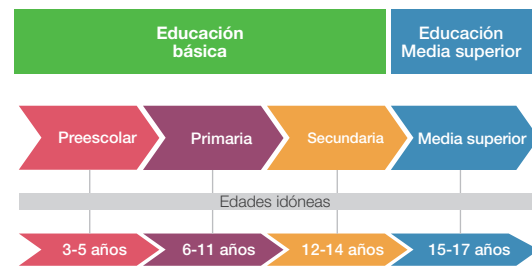 Educación
básica
Educación
Media superior
Preescolar
Primaria
Secundaria
Media superior
Edades idóneas
3-5 años
6-11 años
12-14 años
15-17 años